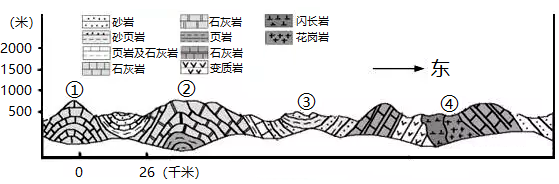 (米)
2000
1500
1000
500
砂岩
砂页岩
页岩及石灰岩
石灰岩
石灰岩
页岩
石灰岩
变质岩
闪长岩
花岗岩
东
① ② ③ ④
0 26 (千米)